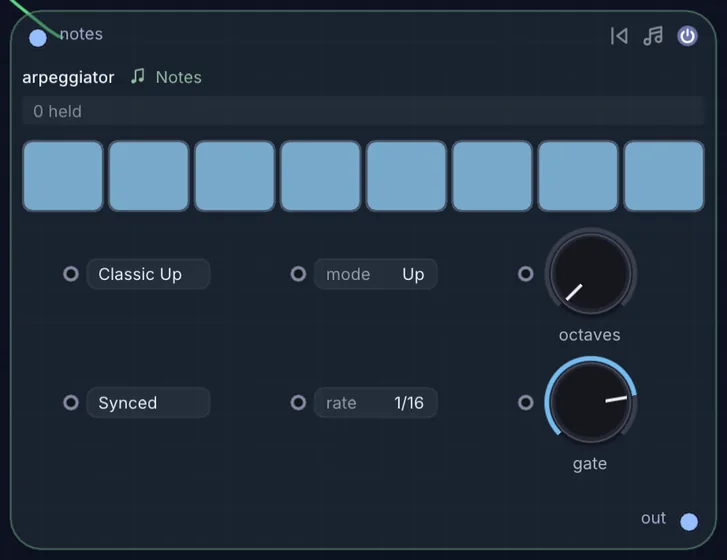 notes
arpeggiator Notes
0 held
Classic Up mode Up
octaves
Synced rate 1/16
gate
out